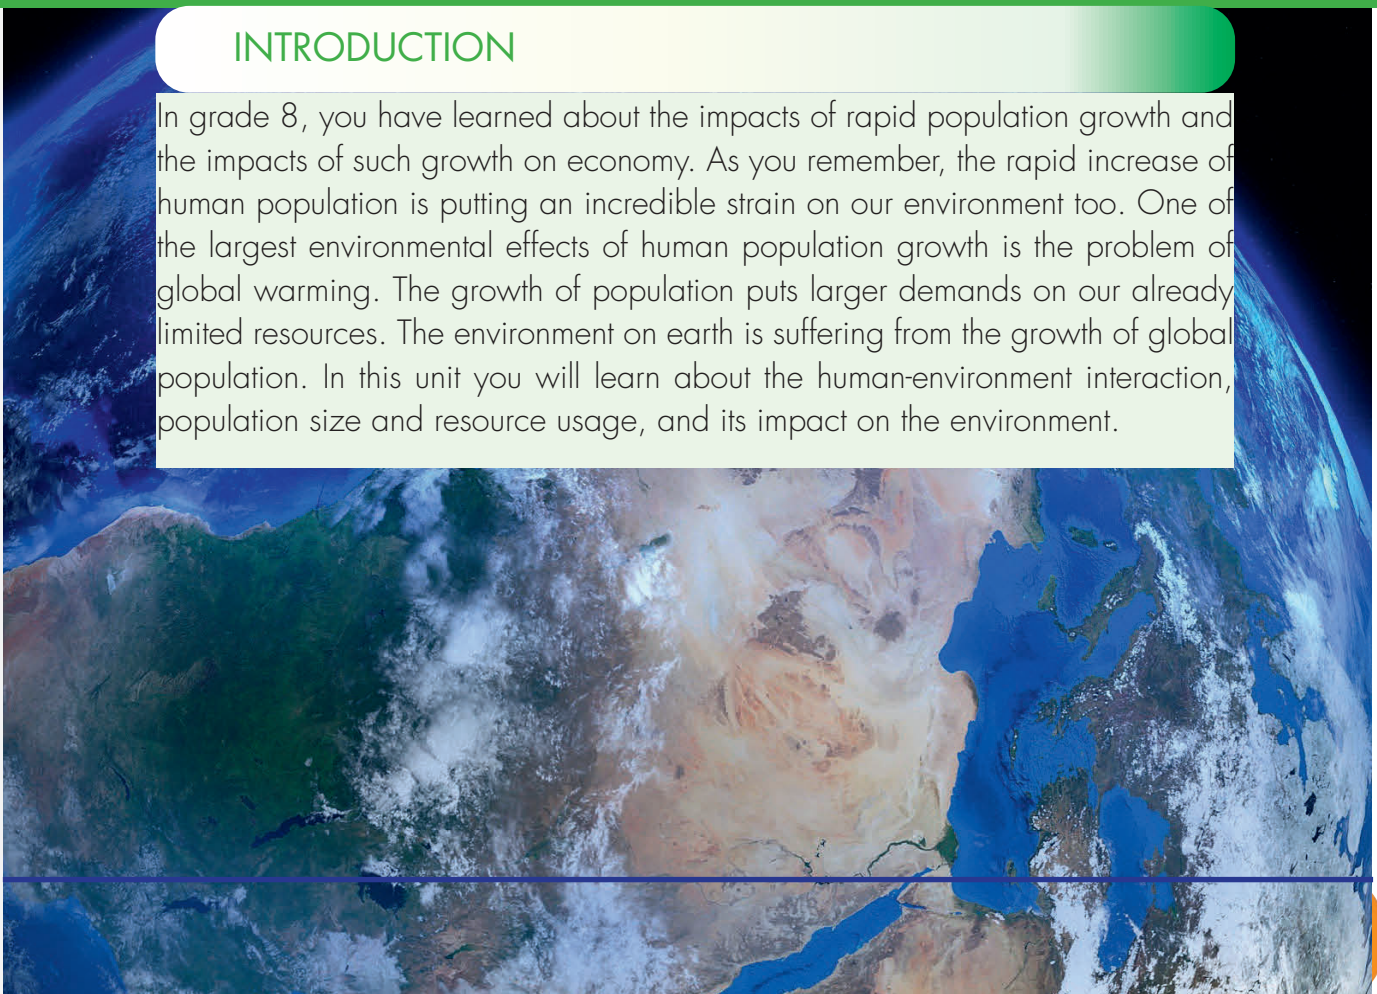 INTRODUCTION
In grade 8, you have learned about the impacts of rapid population growth and
the impacts of such growth on economy. As you remember, the rapid increase of
human population is putting an incredible strain on our environment too. One of
the largest environmental effects of human population growth is the problem of
global warming. The growth of population puts larger demands on our already
limited resources. The environment on earth is suffering from the growth of global
population. In this unit you will learn about the human-environment interaction,
population size and resource usage, and its impact on the environment.